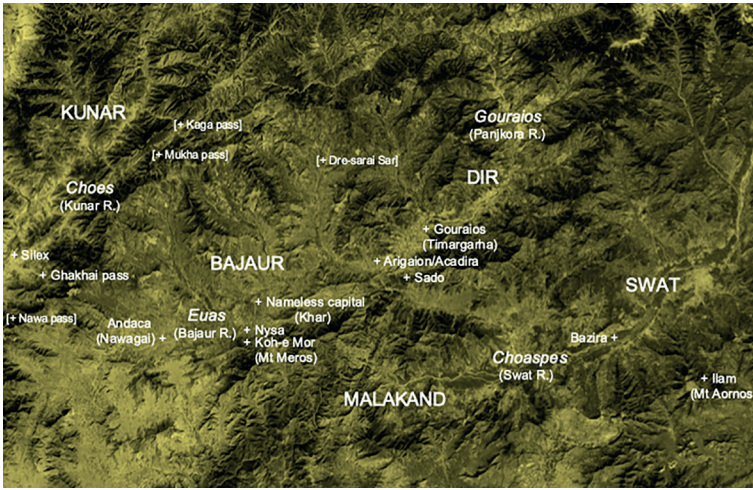 KUNAR
[+ Kaga pass]
[+ Mukha pass]
Gouraios
(Panjkora R.)
[+ Dre-sarai Sar]
DIR
Choes
(Kunar R.)
+ Gouraios
(Timargarha)
+ Silex
+ Ghakhai pass
BAJAUR
+ Arigaion/Acadira
+ Sado
SWAT
+ Nameless capital
(Khar)
[+ Nawa pass]
Andaca
(Nawagai) +
Euas
(Bajaur R.)
+ Nysa
+ Koh-e Mor
(Mt Meros)
Bazira +
Choaspes
(Swat R.)
+ Ilam
(Mt Aornos)
MALAKAND